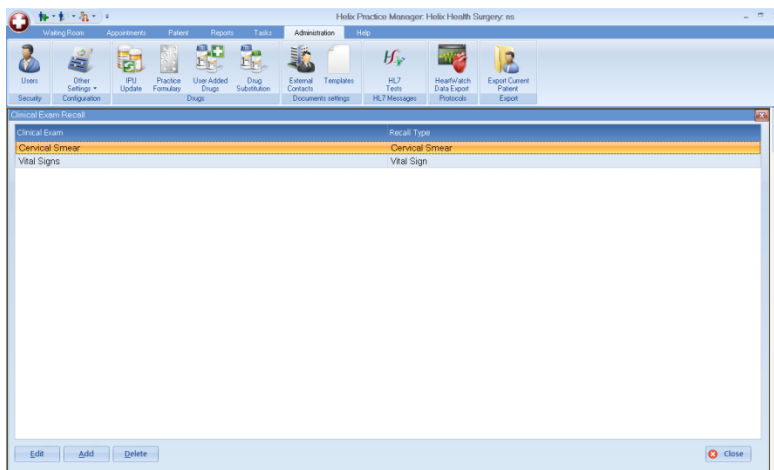 Helix Practice Manager: Helix Health Surgery: ns
Waiting Room Appointments Patient Reports Tasks Administration Help
Users Other Settings IPU Update Practice Formulary User Added Drugs Drug Substitution External Contacts Templates HL7 Tests HeartWatch Data Export Export Current Patient
Security Configuration Drugs Documents settings HL7 Messages Protocols Export
Clinical Exam Recall
Clinical Exam Recall Type
Cervical Smear Cervical Smear
Vital Signs Vital Sign
Edit Add Delete Close